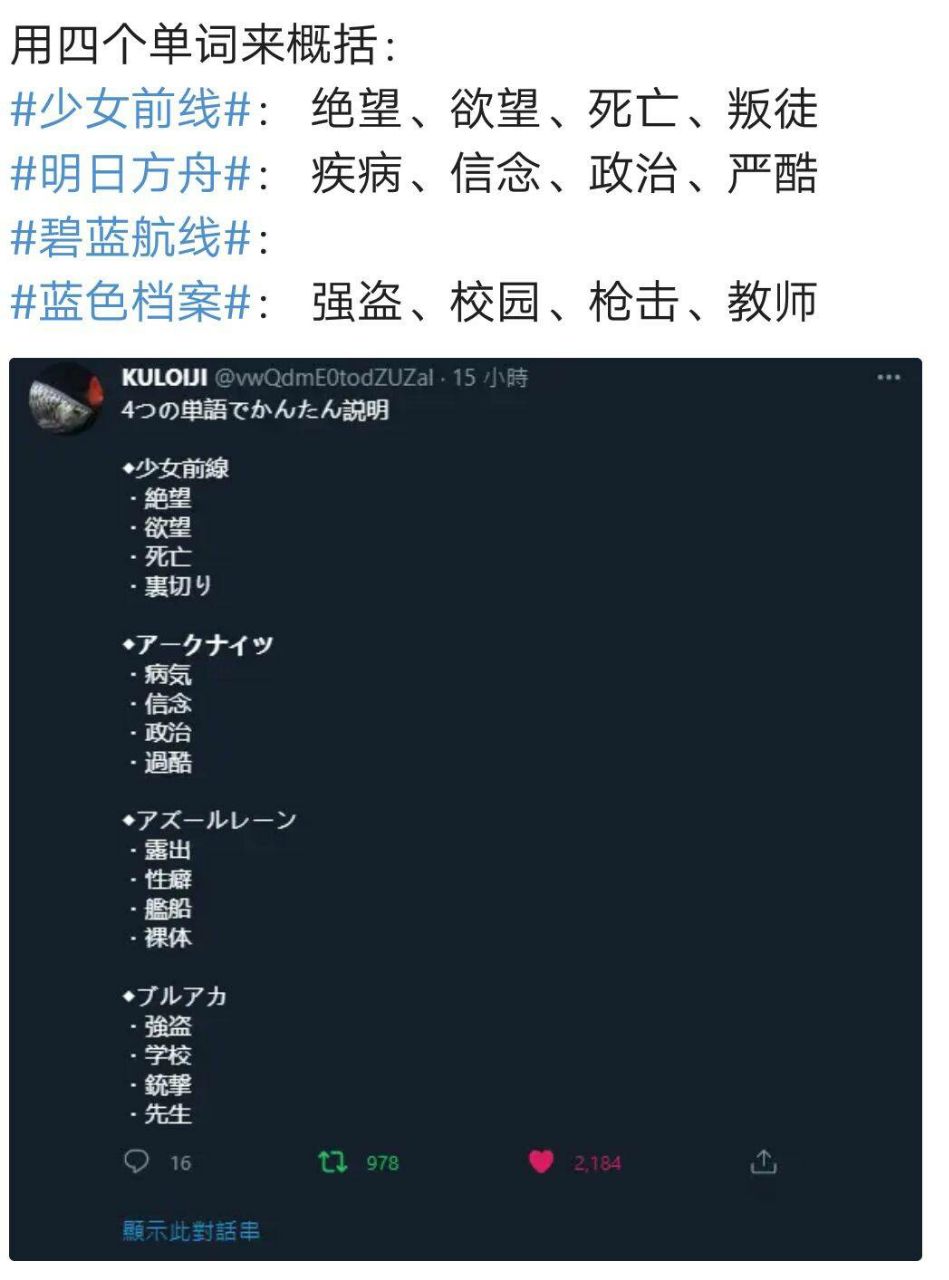 用四个单词来概括：
#少女前线#： 绝望、欲望、死亡、叛徒
#明日方舟#： 疾病、信念、政治、严酷
#碧蓝航线#：
#蓝色档案#： 强盗、校园、枪击、教师
KULOIJI @vwQdmE0todZUZal · 15 小時
4つの単語でかんたん説明
◆少女前線
・絶望
・欲望
・死亡
・裏切り
◆アークナイツ
・病気
・信念
・政治
・過酷
◆アズールレーン
・露出
・性癖
・艦船
・裸体
◆ブルアカ
・強盗
・学校
・銃撃
・先生
16 978 2,184
顯示此對話串